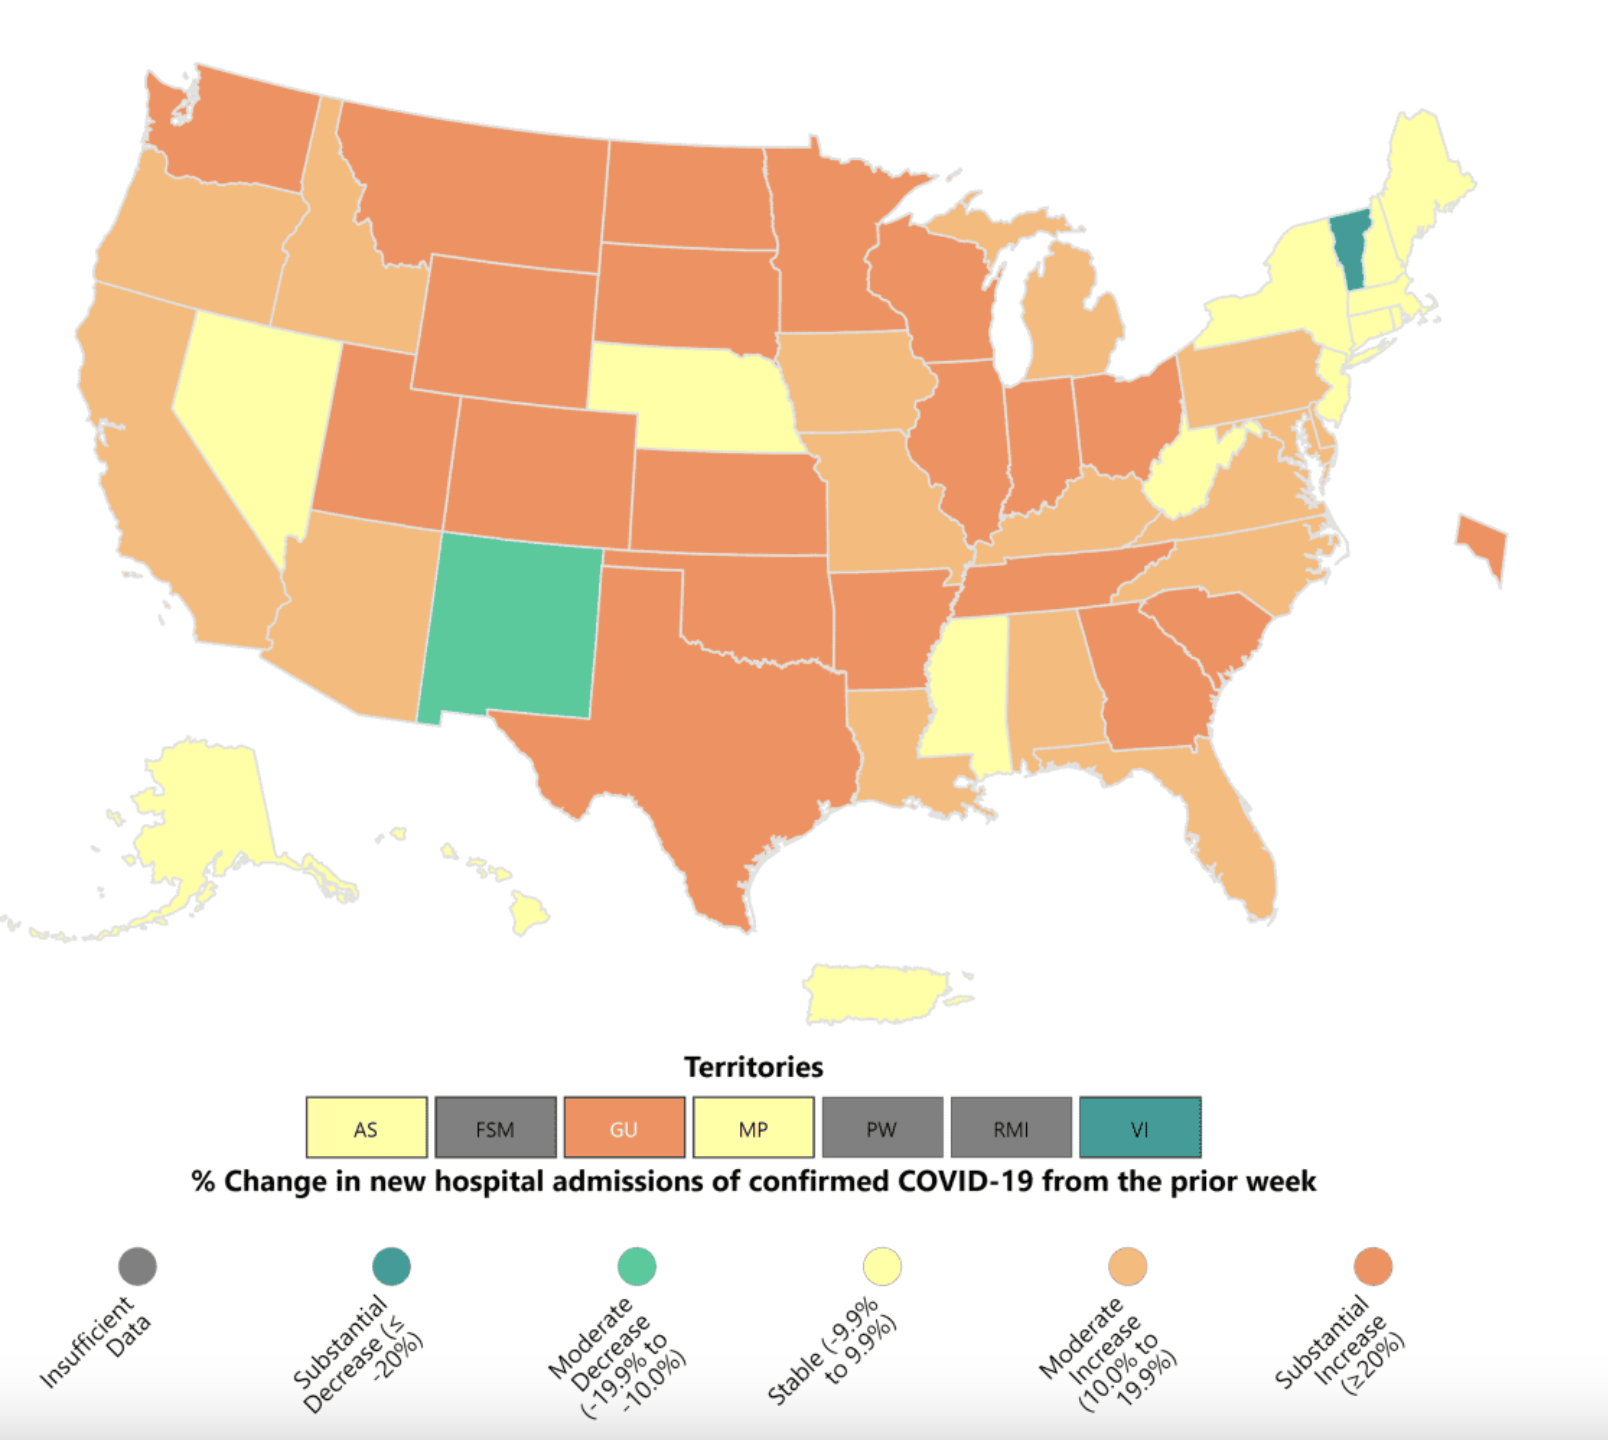 Territories
AS
FSM
GU
MP
PW
RMI
VI
% Change in new hospital admissions of confirmed COVID-19 from the prior week
Insufficient
Data
Substantial
Decrease (≤
-20%)
Moderate
Decrease
(-19.9% to
-10.0%)
Stable (-9.9%
to 9.9%)
Moderate
Increase
(10.0% to
19.9%)
Substantial
Increase
(≥20%)